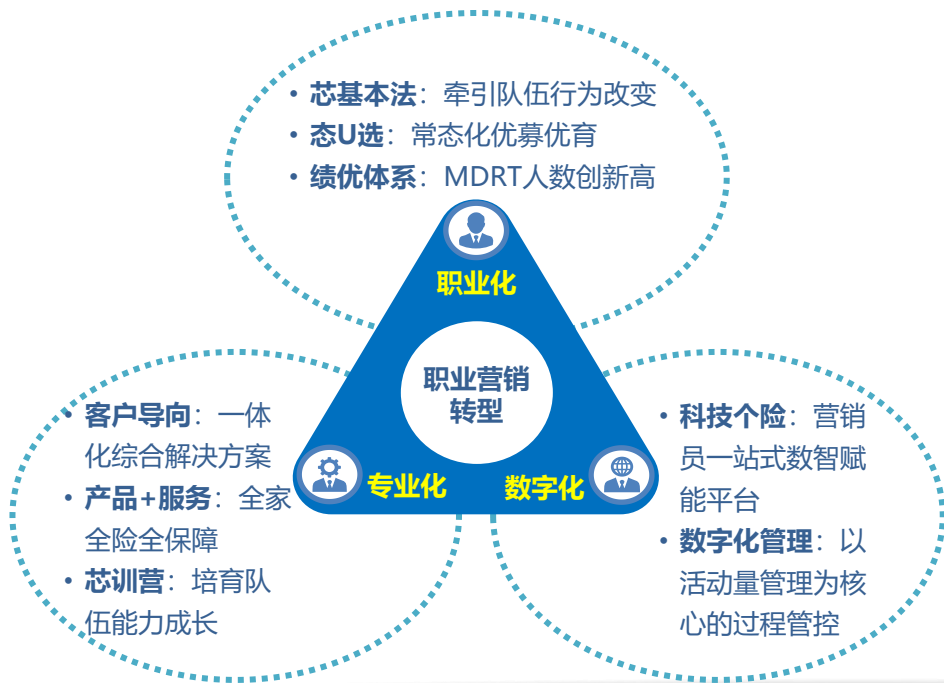 • 芯基本法：牵引队伍行为改变
• 态U选：常态化优募优育
• 绩优体系：MDRT人数创新高
职业化
职业营销
转型
• 客户导向：一体
化综合解决方案
• 产品+服务：全家
全险全保障
• 芯训营：培育队
伍能力成长
专业化
数字化
• 科技个险：营销
员一站式数智赋
能平台
• 数字化管理：以
活动量管理为核
心的过程管控